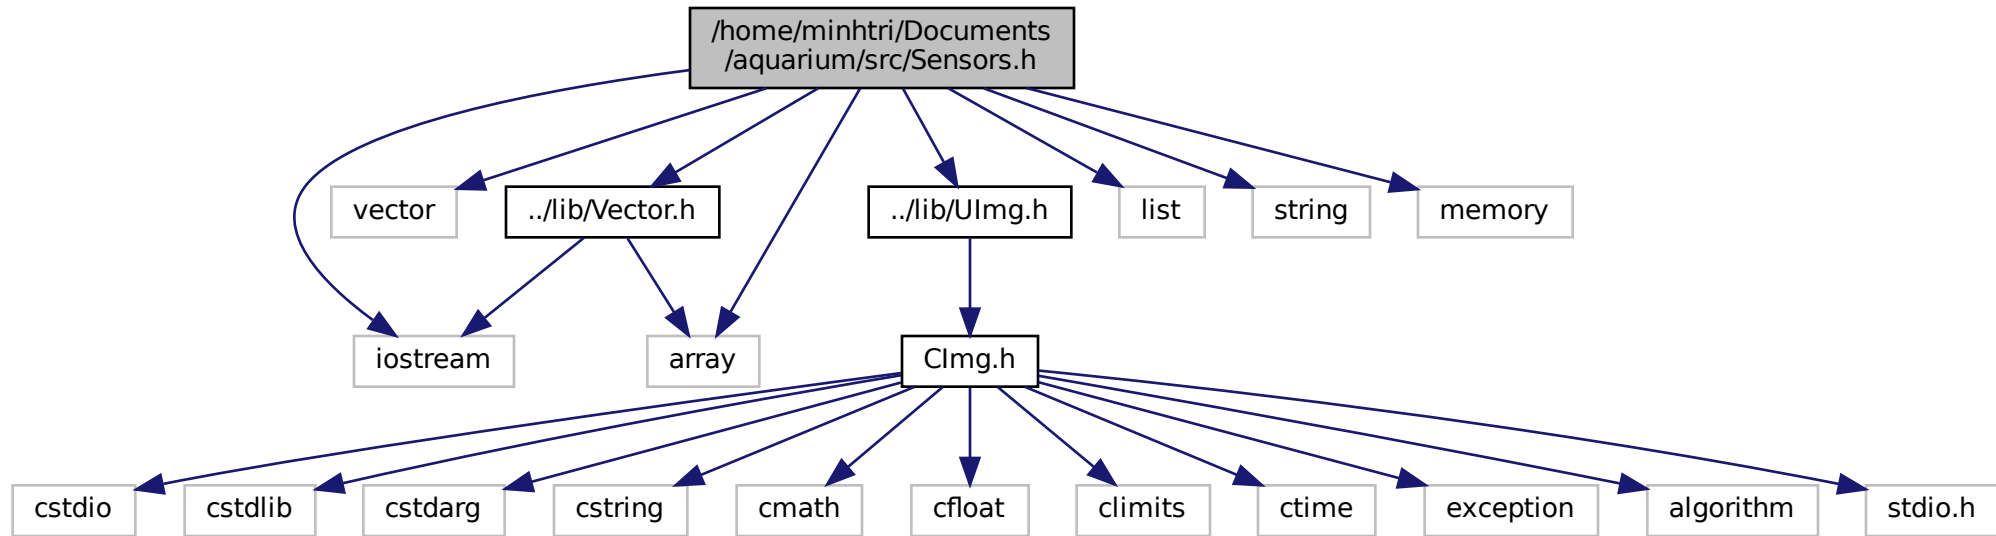 /home/minhtri/Documents
/aquarium/src/Sensors.h
vector
../lib/Vector.h
../lib/UImg.h
list
string
memory
iostream
array
CImg.h
cstdio
cstdlib
cstdarg
cstring
cmath
cfloat
climits
ctime
exception
algorithm
stdio.h